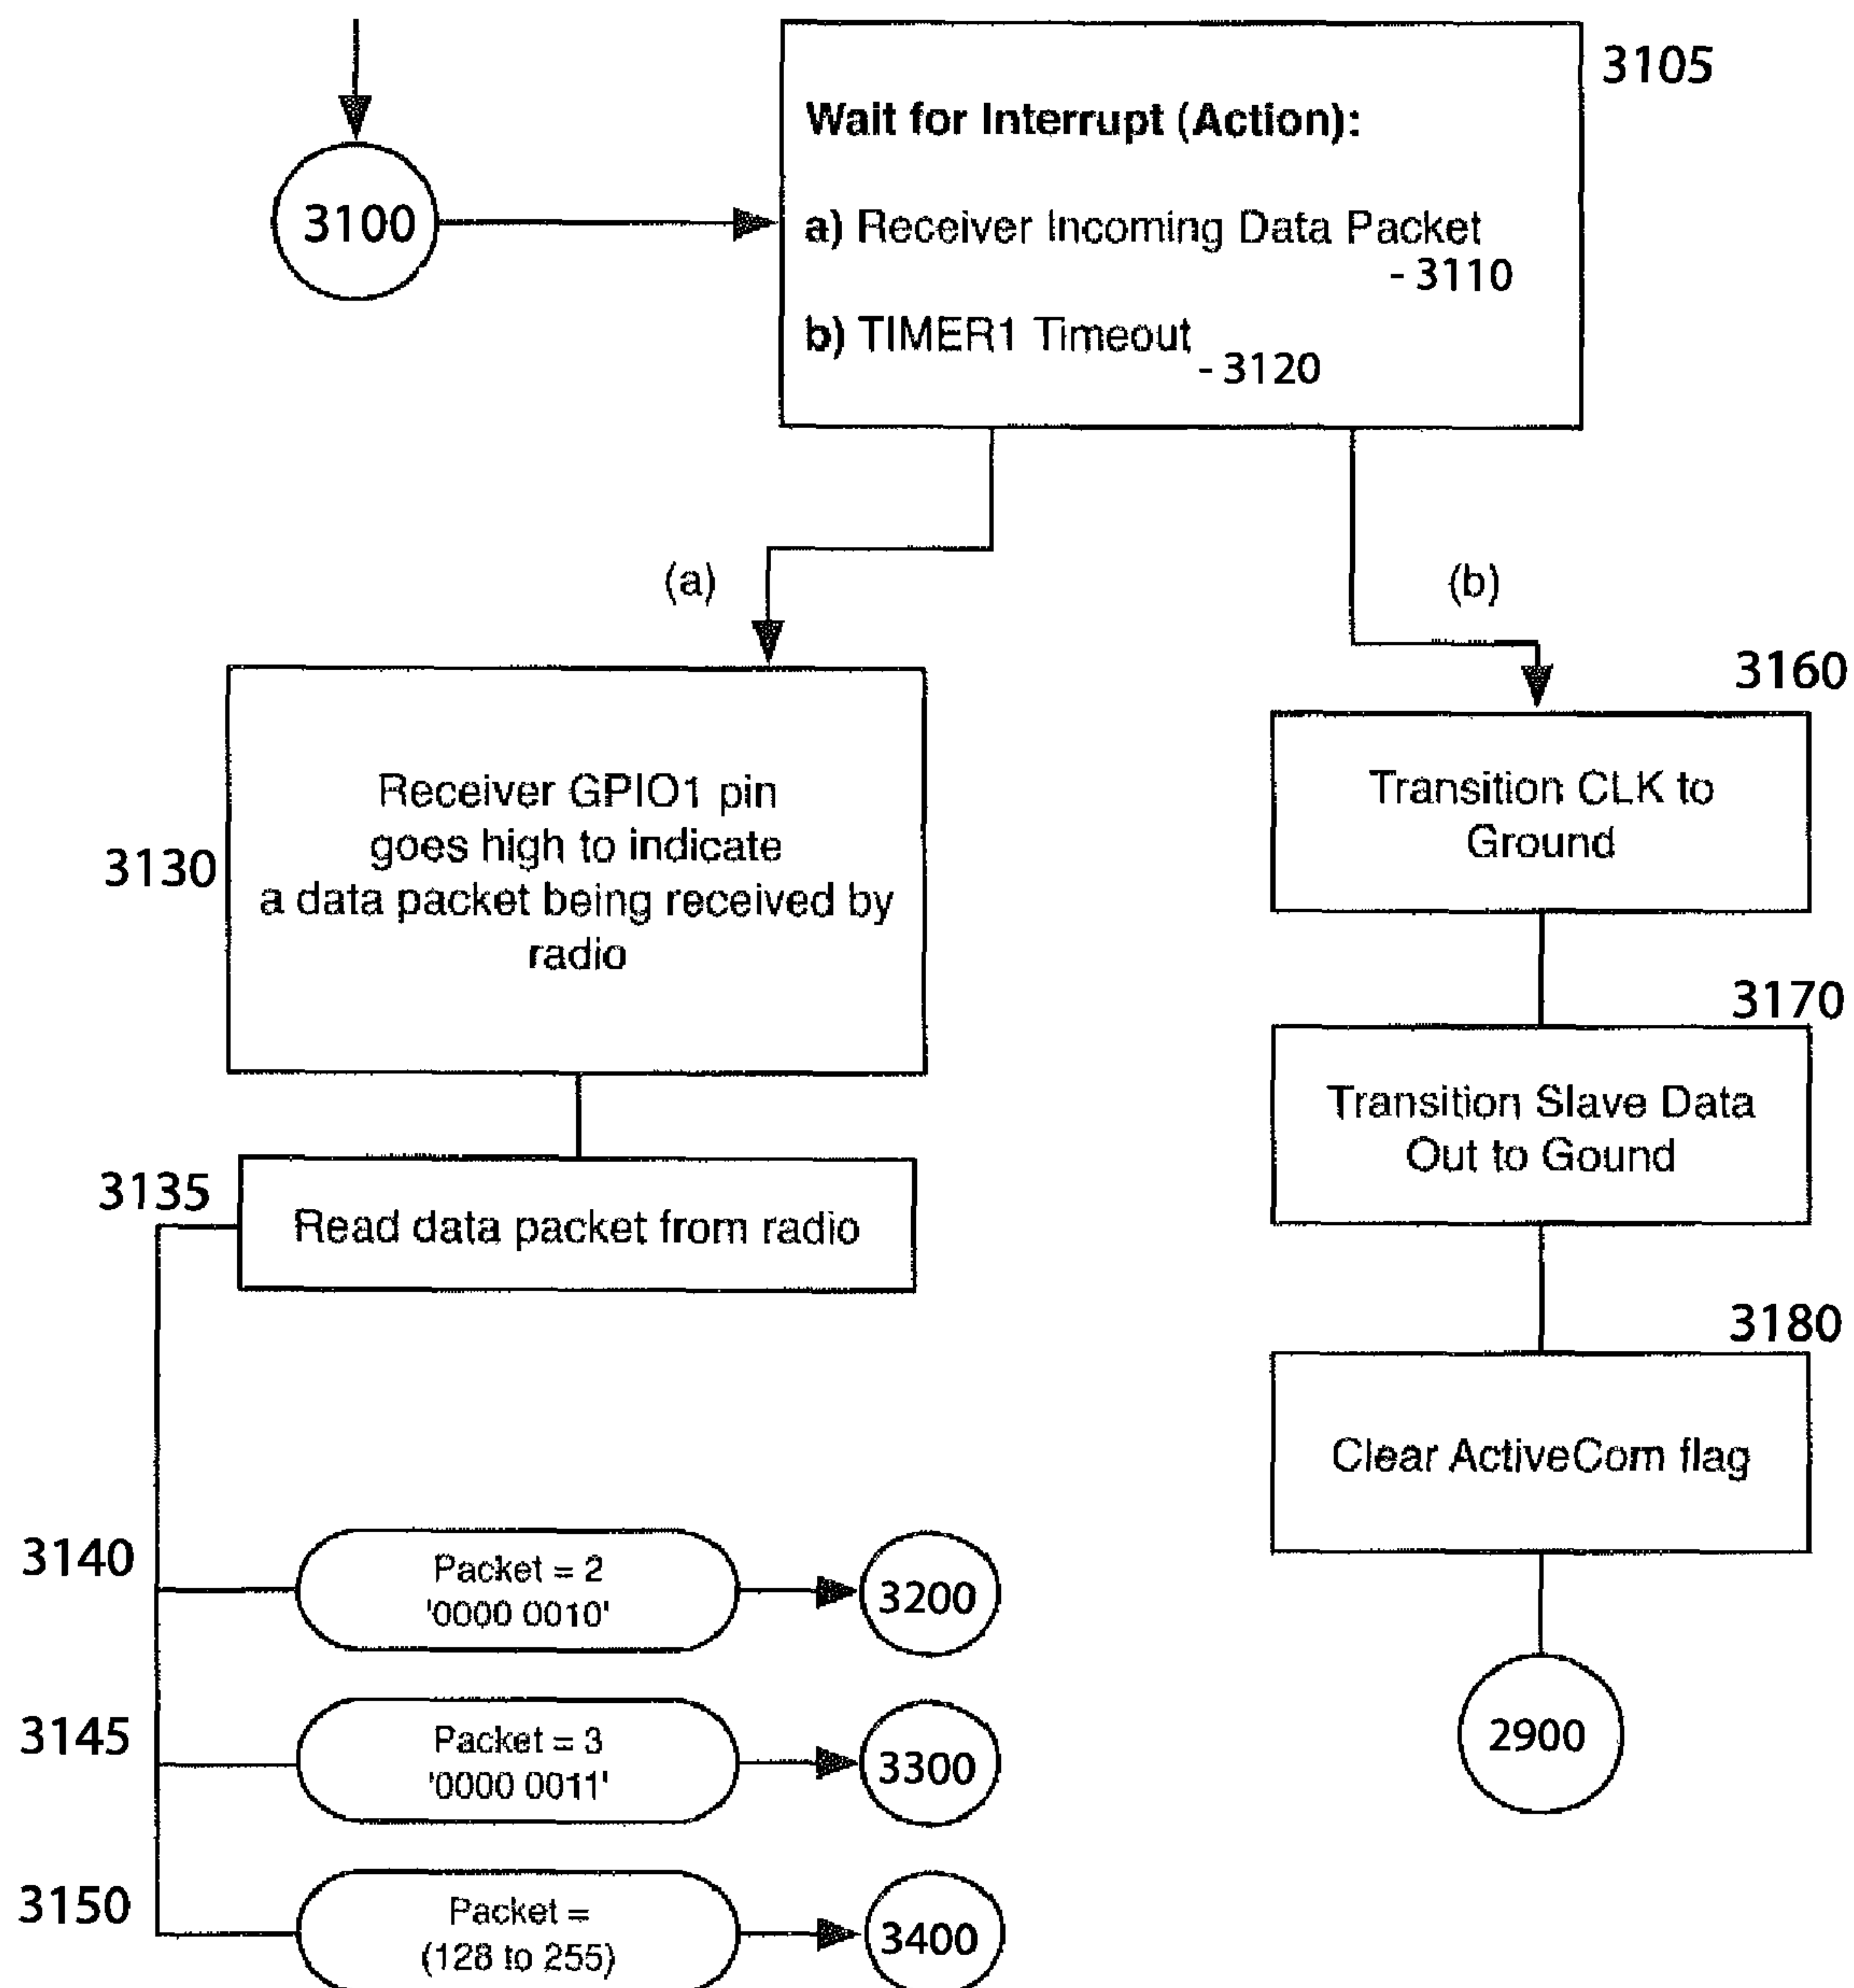 3105
Wait for Interrupt (Action):
3100
a) Receiver Incoming Data Packet
- 3110
b) TIMER1 Timeout
- 3120
(a)
(b)
3130
Receiver GPIO1 pin
goes high to indicate
a data packet being received by
radio
3135
Read data packet from radio
3140
Packet = 2
'0000 0010'
3200
3145
Packet = 3
'0000 0011'
3300
3150
Packet =
(128 to 255)
3400
3160
Transition CLK to
Ground
3170
Transition Slave Data
Out to Gound
3180
Clear ActiveCom flag
2900